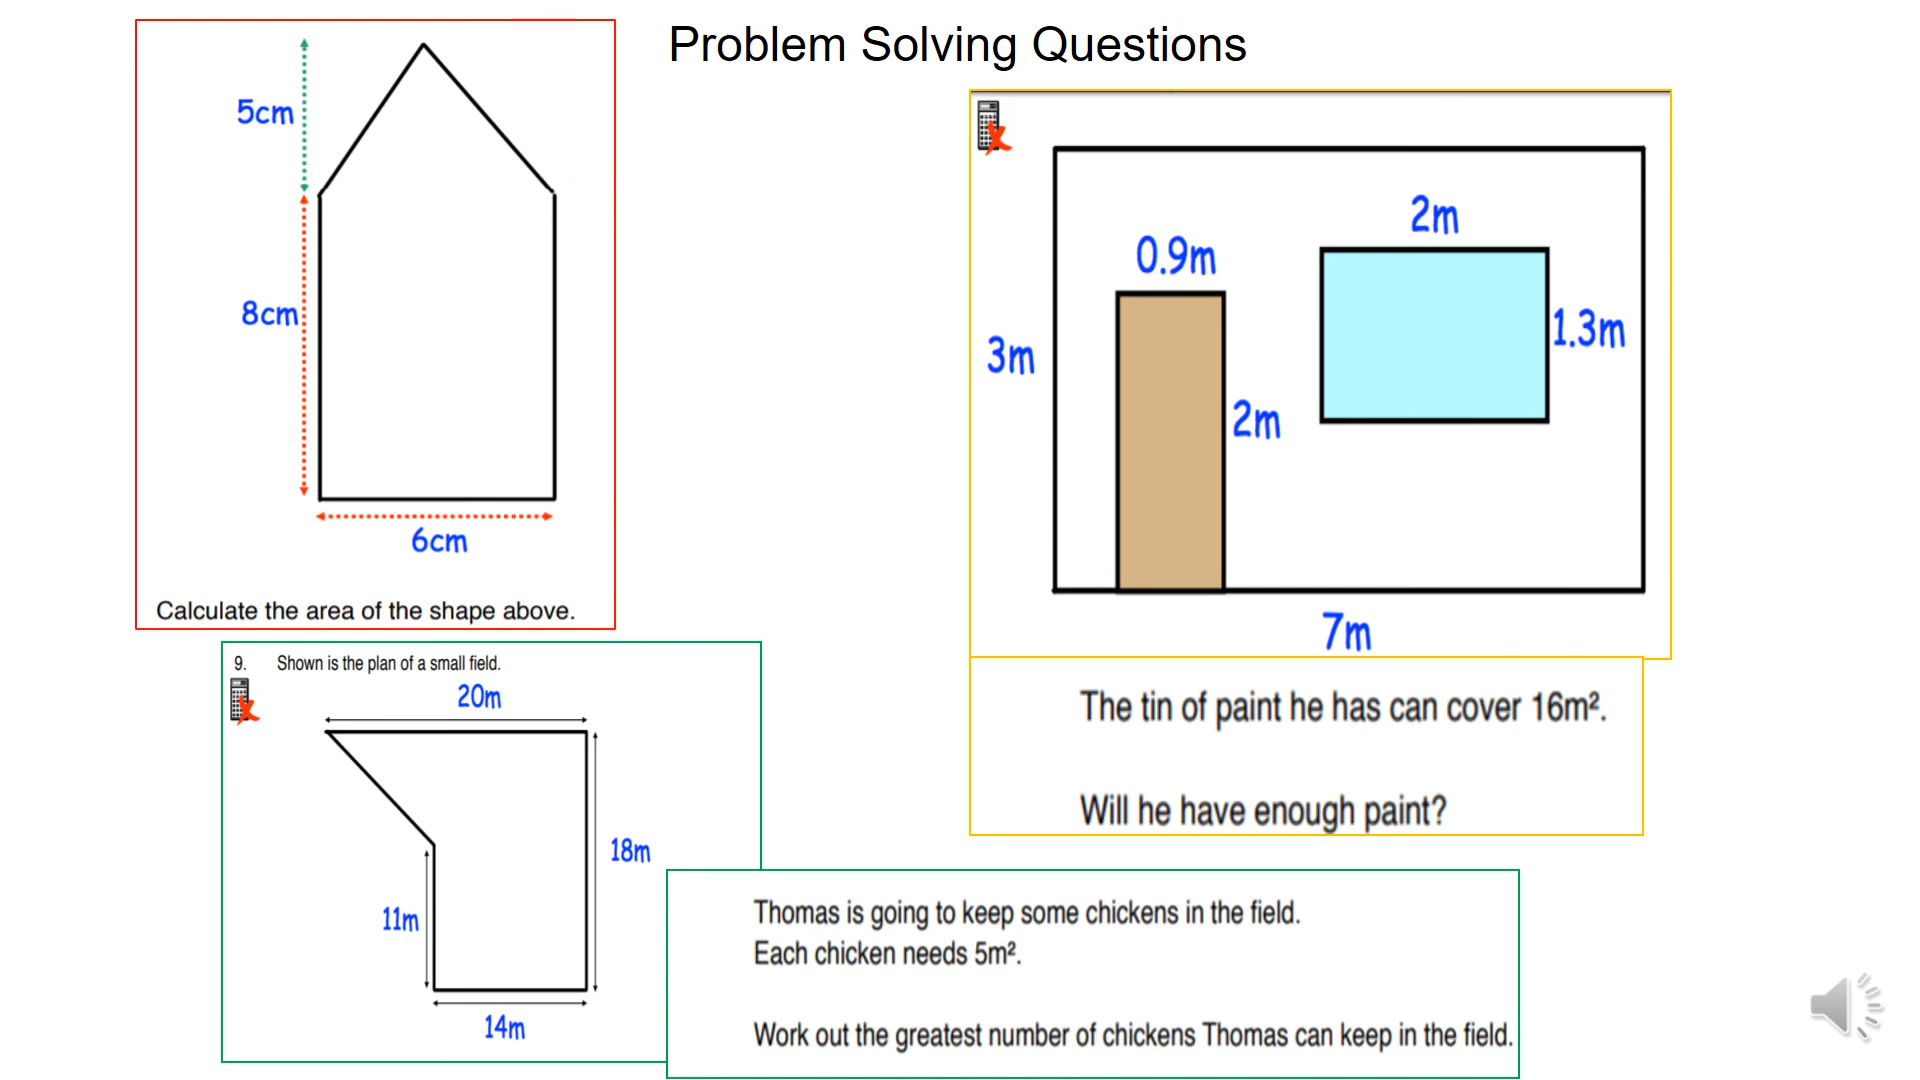 Problem Solving Questions
5cm
8cm
6cm
Calculate the area of the shape above.
0.9m
2m
1.3m
3m
2m
7m
The tin of paint he has can cover 16m².
Will he have enough paint?
9. Shown is the plan of a small field.
20m
18m
11m
14m
Thomas is going to keep some chickens in the field.
Each chicken needs 5m².
Work out the greatest number of chickens Thomas can keep in the field.